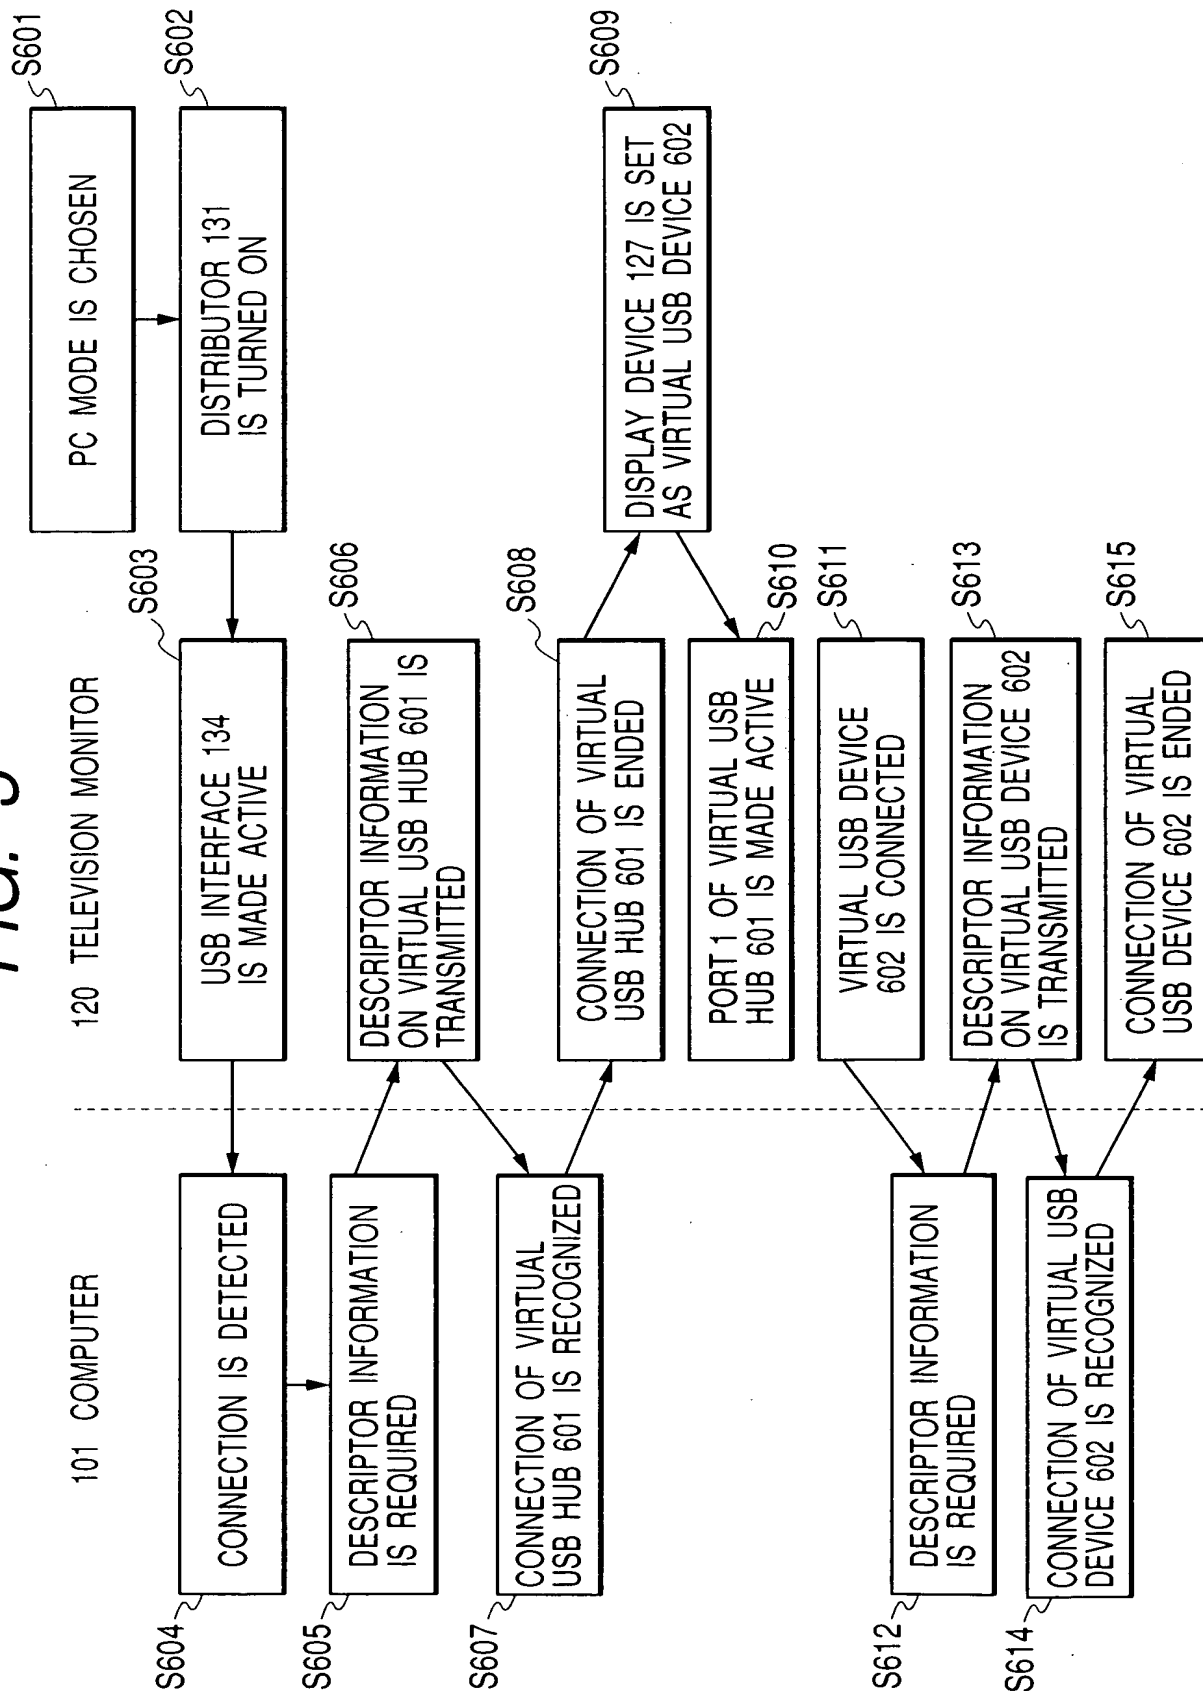 FIG. 9
101 COMPUTER
120 TELEVISION MONITOR
S601
PC MODE IS CHOSEN
S602
DISTRIBUTOR 131
IS TURNED ON
S603
USB INTERFACE 134
IS MADE ACTIVE
S604
CONNECTION IS DETECTED
S605
DESCRIPTOR INFORMATION
IS REQUIRED
S606
DESCRIPTOR INFORMATION
ON VIRTUAL USB HUB 601 IS
TRANSMITTED
S607
CONNECTION OF VIRTUAL
USB HUB 601 IS RECOGNIZED
S608
CONNECTION OF VIRTUAL
USB HUB 601 IS ENDED
S609
DISPLAY DEVICE 127 IS SET
AS VIRTUAL USB DEVICE 602
S610
PORT 1 OF VIRTUAL USB
HUB 601 IS MADE ACTIVE
S611
VIRTUAL USB DEVICE
602 IS CONNECTED
S612
DESCRIPTOR INFORMATION
IS REQUIRED
S613
DESCRIPTOR INFORMATION
ON VIRTUAL USB DEVICE 602
IS TRANSMITTED
S614
CONNECTION OF VIRTUAL USB
DEVICE 602 IS RECOGNIZED
S615
CONNECTION OF VIRTUAL
USB DEVICE 602 IS ENDED